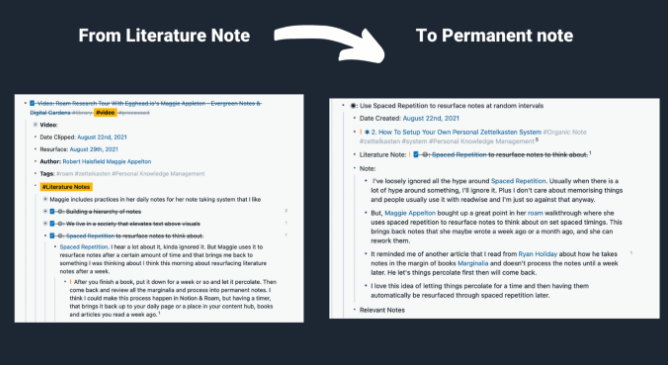 From Literature Note
To Permanent note
Video: Roam Research Tour With Egghead.io's Maggie Appleton - Evergreen Notes &
Digital Gardens #library #video #processed
Video:
Date Clipped: August 22nd, 2021
Resurface: August 29th, 2021
Author: Robert Haisfield Maggie Appelton
Tags: #roam #zettelkasten #Personal Knowledge Management
#Literature Notes
Maggie Includes practices in her daily notes for her note taking system that I like
O: Building a hierarchy of notes
O: We live in a society that elevates text above visuals
O: Spaced Repetition to resurface notes to think about.
Spaced Repetition. I hear a lot about it, kinda ignored it. But Maggie uses it to
resurface notes after a certain amount of time and that brings me back to
something I was thinking about I think this morning about resurfacing literature
notes after a week.
After you finish a book, put it down for a week or so and let it percolate. Then
come back and review all the marginalia and process into permanent notes. I
think I could make this process happen in Notion & Roam, but having a timer,
that brings it back up to your daily page or a place in your content hub, books
and articles you read a week ago. 1
Use Spaced Repetition to resurface notes at random intervals
Date Created: August 22nd, 2021
2. How To Setup Your Own Personal Zettelkasten System #Organic Note
#zettelkasten #system #Personal Knowledge Management 6
Literature Note: O: Spaced Repetition to resurface notes to think about. 1
Note:
I've loosely ignored all the hype around Spaced Repetition. Usually when there is a
lot of hype around something, I'll ignore it. Plus I don't care about memorising things
and people usually use it with readwise and I'm just so against that anyway.
But, Maggie Appelton bought up a great point in her roam walkthrough where she
uses spaced repetition to resurface notes to think about on set spaced timings. This
brings back notes that she maybe wrote a week ago or a month ago, and she can
rework them.
It reminded me of another article that I read from Ryan Holiday about how he takes
notes in the margin of books Marginalia and doesn't process the notes until a week
later. He let's things percolate first then will come back.
I love this idea of letting things percolate for a time and then having them
automatically be resurfaced through spaced repetition later.
Relevant Notes